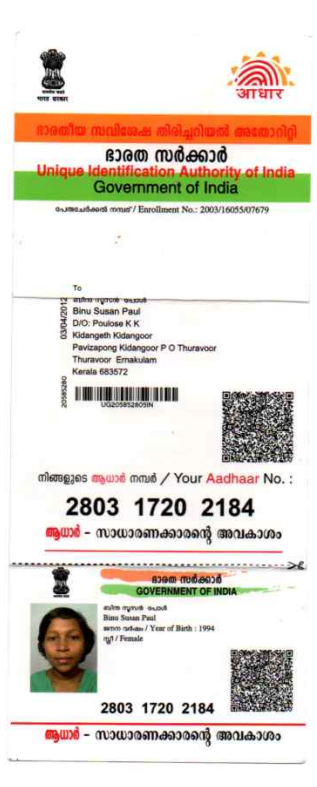 भारत सरकार
आधार
ഭാരതീയ സവിശേഷ തിരിച്ചറിയൽ അതോറിറ്റി
ഭാരത സർക്കാർ
Unique Identification Authority of India
Government of India
പേരുചേർക്കൽ നമ്പര് / Enrollment No.: 2003/16055/07679
To
ബിനു സൂസൻ പോൾ
Binu Susan Paul
D/O: Poulose K K
Kidangeth Kidangoor
Pavizapong Kidangoor P O Thuravoor
Thuravoor Ernakulam
Kerala 683572
03/04/2012
20585280
UG205852805IN
നിങ്ങളുടെ ആധാർ നമ്പർ / Your Aadhaar No. :
2803 1720 2184
ആധാർ - സാധാരണക്കാരന്റെ അവകാശം
ഭാരത സർക്കാർ
GOVERNMENT OF INDIA
ബിനു സൂസൻ പോൾ
Binu Susan Paul
ജനന വർഷം / Year of Birth : 1994
സ്ത്രീ / Female
2803 1720 2184
ആധാർ - സാധാരണക്കാരന്റെ അവകാശം